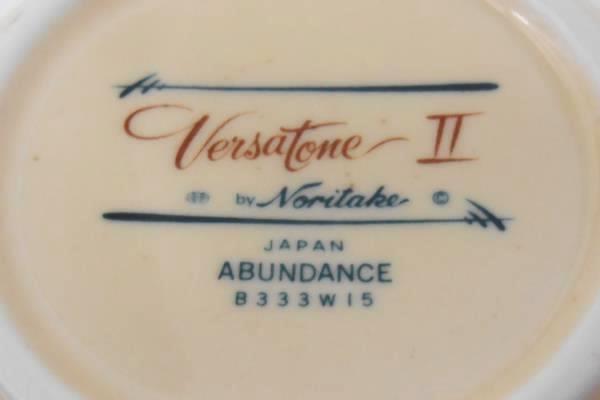 Versatone II
by Noritake ©
JAPAN
ABUNDANCE
B333W15